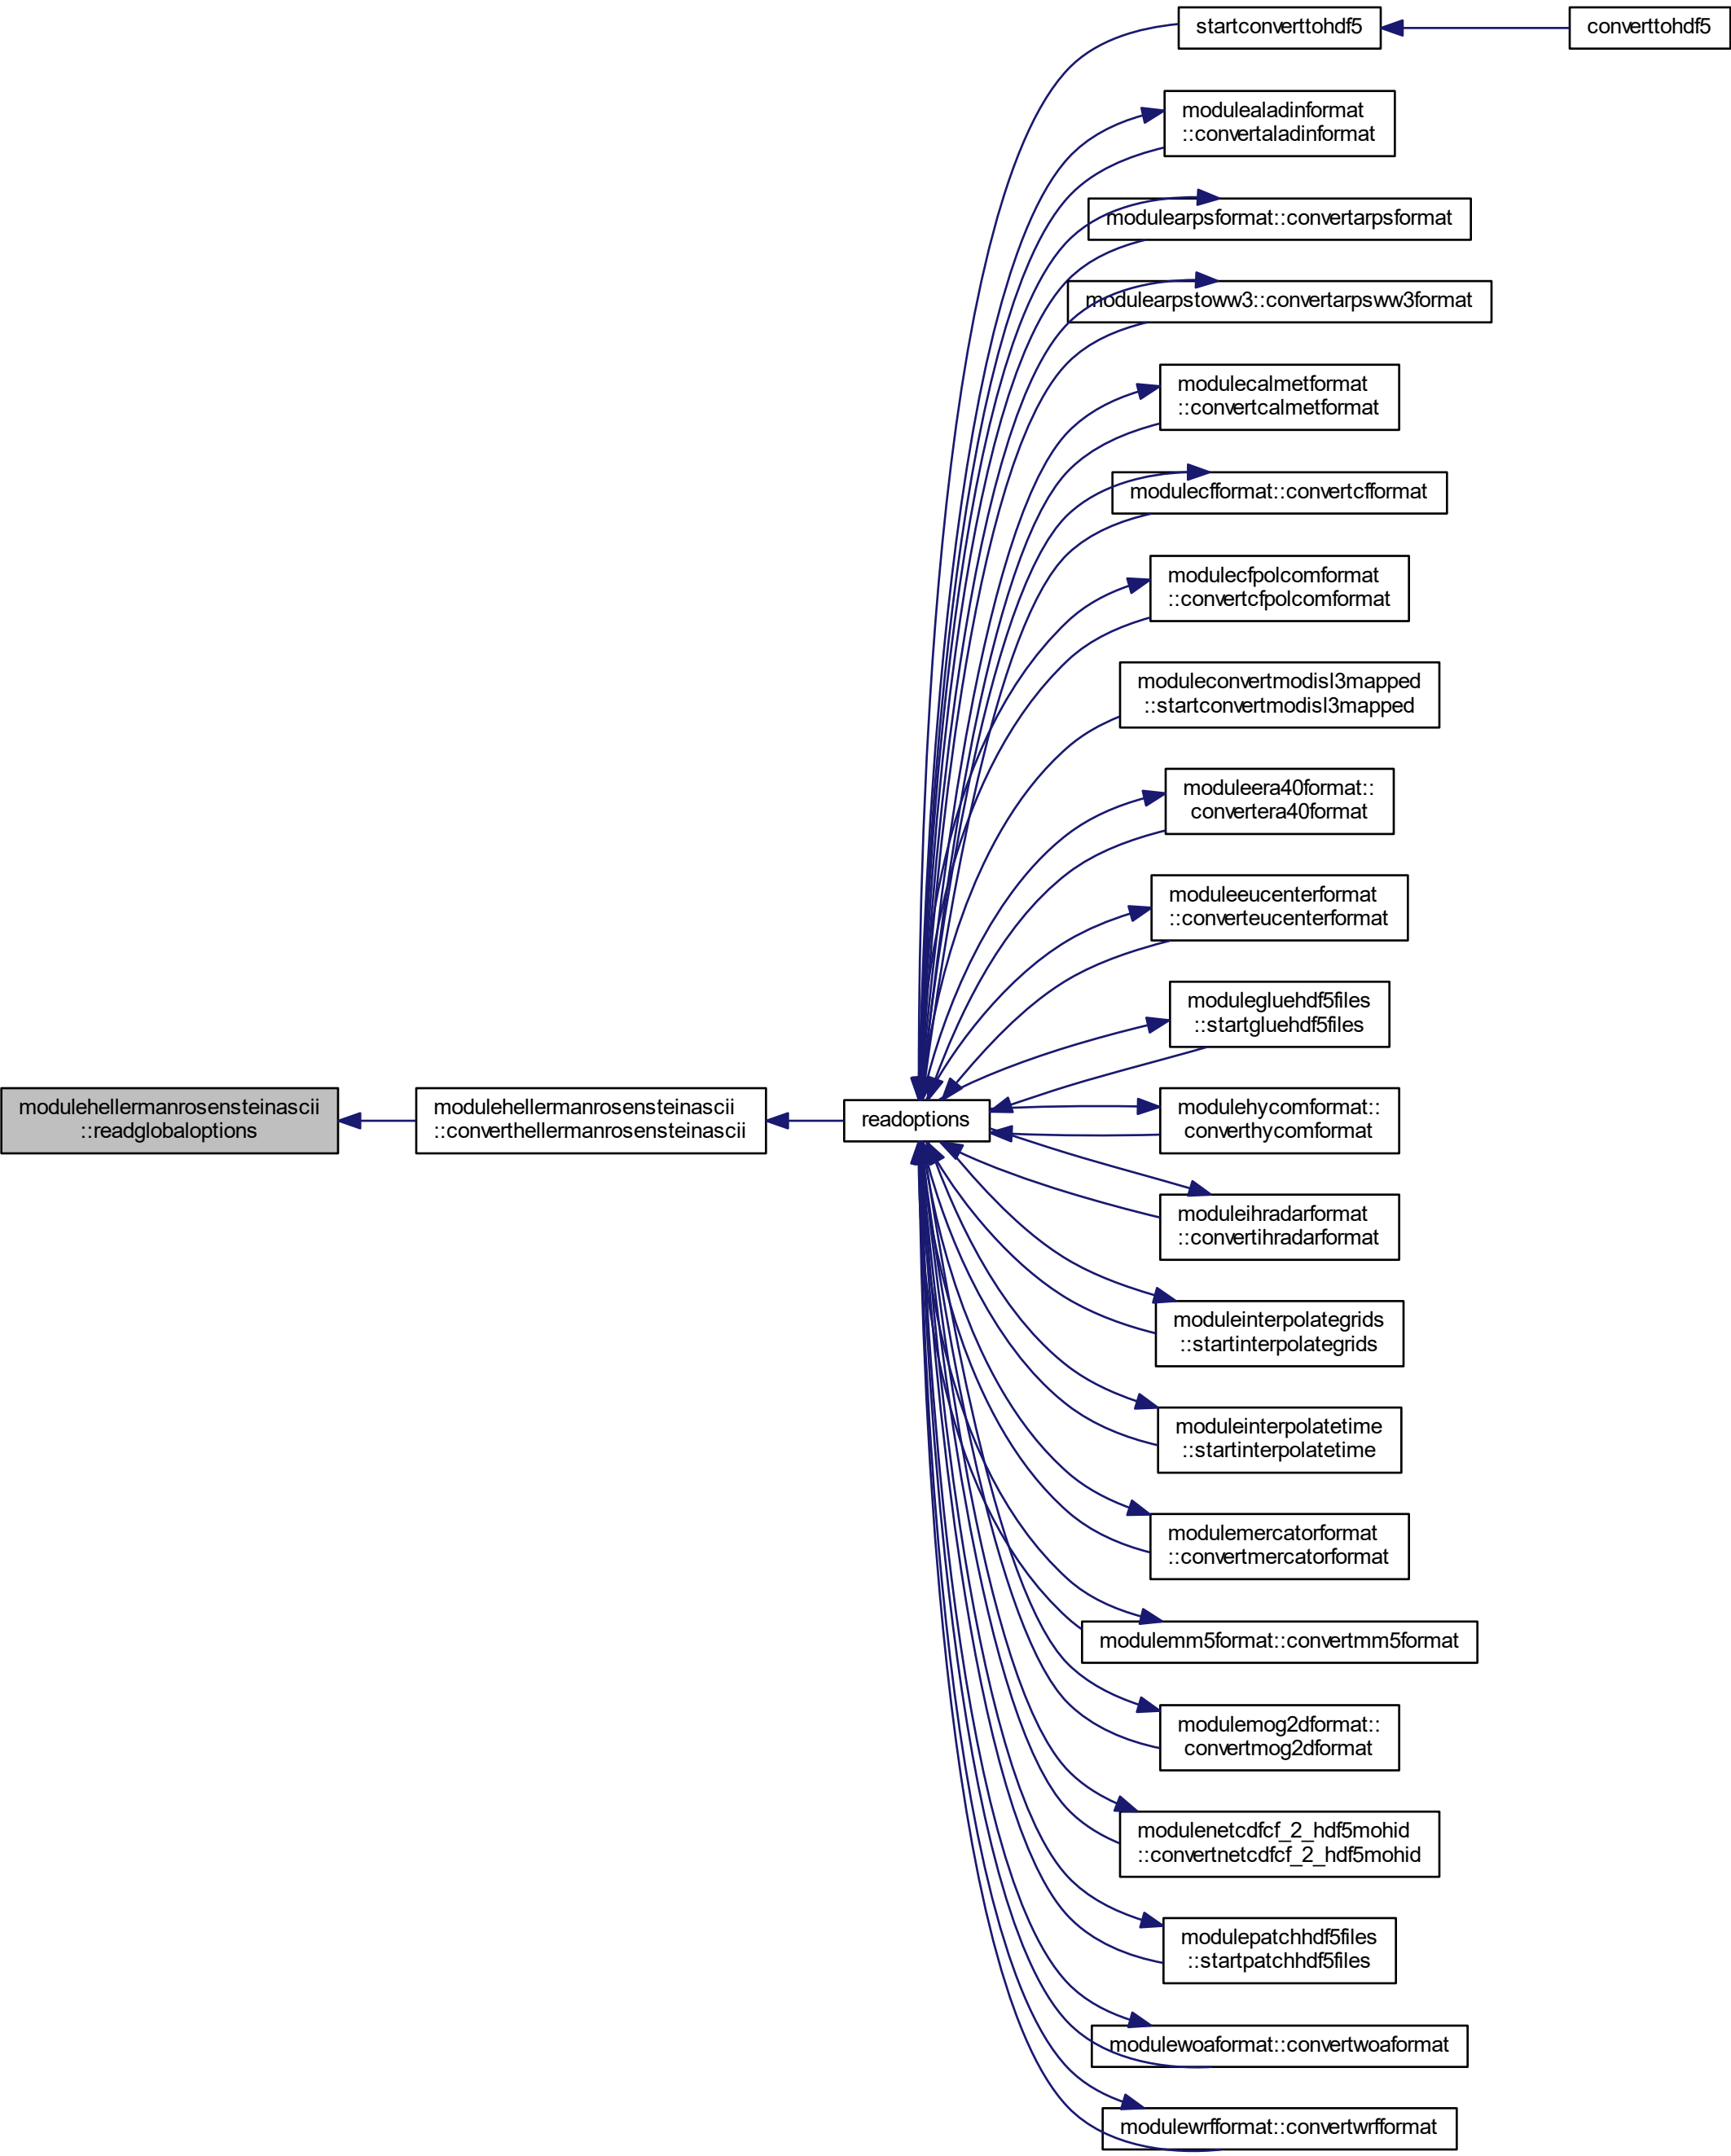 startconverttohdf5
converttohdf5
modulealadinformat
::convertaladinformat
modulearpsformat::convertarpsformat
modulearpstoww3::convertarpsww3format
modulecalmetformat
::convertcalmetformat
modulecfformat::convertcfformat
modulecfpolcomformat
::convertcfpolcomformat
moduleconvertmodisl3mapped
::startconvertmodisl3mapped
moduleera40format::
convertera40format
moduleeucenterformat
::converteucenterformat
modulegluehdf5files
::startgluehdf5files
modulehellermanrosensteinascii
::readglobaloptions
modulehellermanrosensteinascii
::converthellermanrosensteinascii
readoptions
modulehycomformat::
converthycomformat
moduleihradarformat
::convertihradarformat
moduleinterpolategrids
::startinterpolategrids
moduleinterpolatetime
::startinterpolatetime
modulemercatorformat
::convertmercatorformat
modulemm5format::convertmm5format
modulemog2dformat::
convertmog2dformat
modulenetcdfcf_2_hdf5mohid
::convertnetcdfcf_2_hdf5mohid
modulepatchhdf5files
::startpatchhdf5files
modulewoaformat::convertwoaformat
modulewrfformat::convertwrfformat